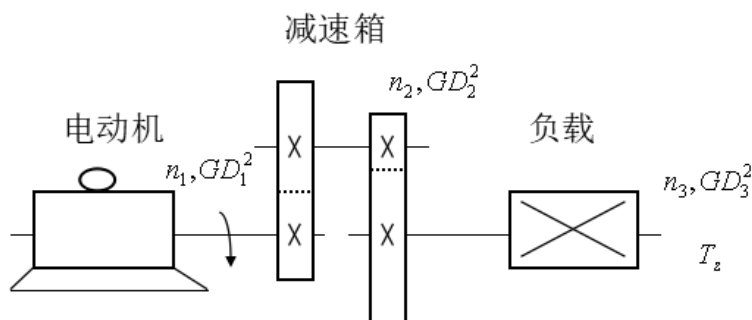 减速箱
n₂, GD₂²
电动机
负载
n₁, GD₁²
n₃, GD₃²
T_z